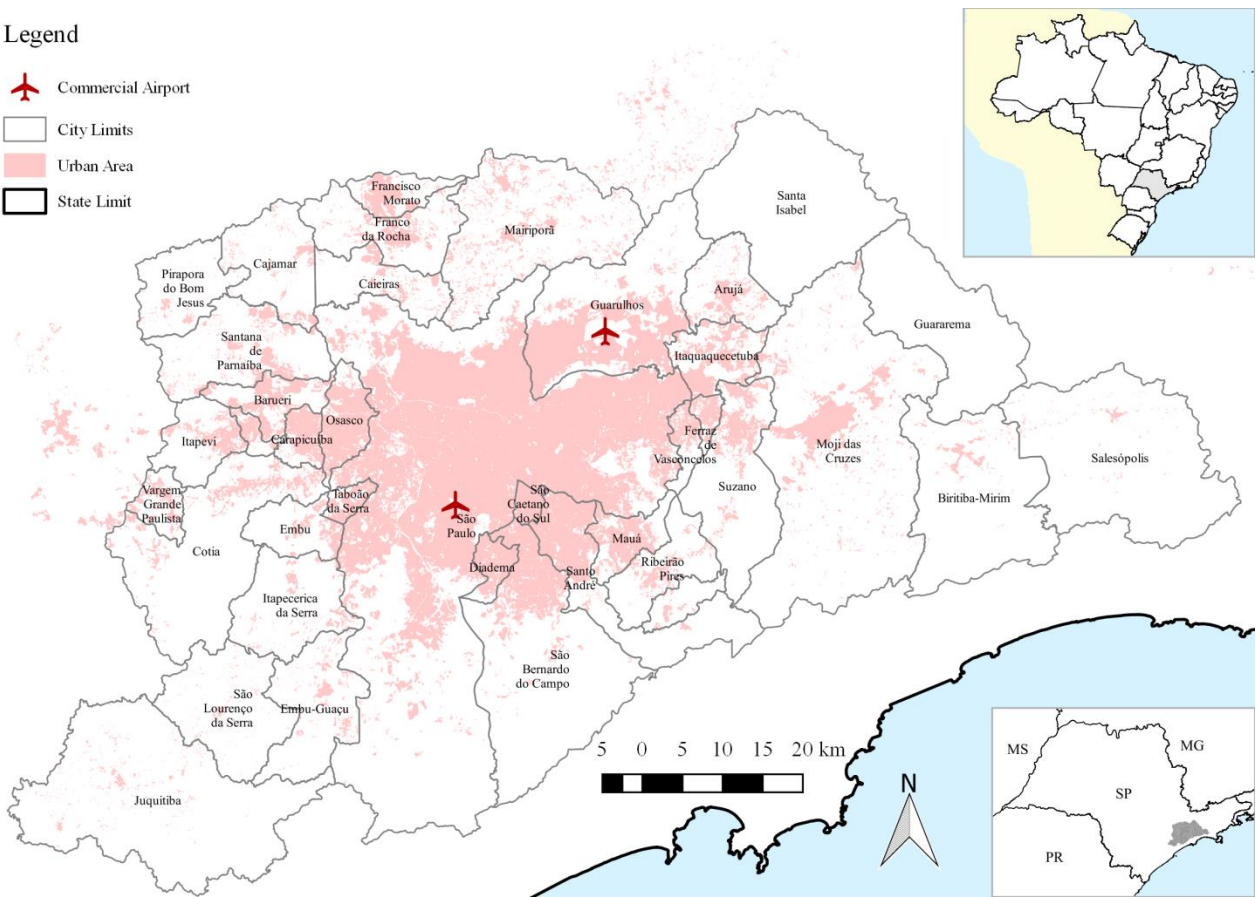 Legend
Commercial Airport
City Limits
Urban Area
State Limit
Francisco
Morato
Franco
da Rocha
Mairiporã
Santa
Isabel
Cajamar
Pirapora
do Bom
Jesus
Caieiras
Arujá
Guarulhos
Guararema
Santana
de
Parnaíba
Itaquaquecetuba
Barueri
Osasco
Itapevi
Carapicuíba
Ferraz
de
Vasconcelos
Moji das
Cruzes
Salesópolis
Suzano
Biritiba-Mirim
Vargem
Grande
Paulista
Taboão
da Serra
São
Caetano
do Sul
São
Paulo
Embu
Cotia
Mauá
Diadema
Santo
André
Ribeirão
Pires
Itapecerica
da Serra
São
Bernardo
do Campo
São
Lourenço
da Serra
Embu-Guaçu
Juquitiba
5 0 5 10 15 20 km
N
MS
MG
SP
PR